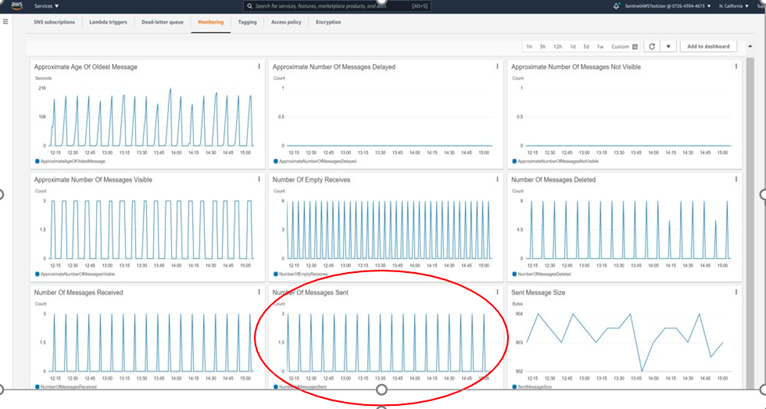 aws Services ▼ Search for services, features, marketplace products, and docs [Alt+S] SentinelAWSTestUser @ 0726-4394-4673 ▼ N. California ▼ Sup
SNS subscriptions Lambda triggers Dead-letter queue Monitoring Tagging Access policy Encryption
1h 3h 12h 1d 3d 1w Custom Add to dashboard
Approximate Age Of Oldest Message
Seconds
216
108
0
12:15 12:30 12:45 13:00 13:15 13:30 13:45 14:00 14:15 14:30 14:45 15:00
ApproximateAgeOfOldestMessage
Approximate Number Of Messages Delayed
Count
1
0.5
0
12:15 12:30 12:45 13:00 13:15 13:30 13:45 14:00 14:15 14:30 14:45 15:00
ApproximateNumberOfMessagesDelayed
Approximate Number Of Messages Not Visible
Count
1
0.5
0
12:15 12:30 12:45 13:00 13:15 13:30 13:45 14:00 14:15 14:30 14:45 15:00
ApproximateNumberOfMessagesNotVisible
Approximate Number Of Messages Visible
Count
3
1.5
0
12:15 12:30 12:45 13:00 13:15 13:30 13:45 14:00 14:15 14:30 14:45 15:00
ApproximateNumberOfMessagesVisible
Number Of Empty Receives
Count
12:15 12:30 12:45 13:00 13:15 13:30 13:45 14:00 14:15 14:30 14:45 15:00
NumberOfEmptyReceives
Number Of Messages Deleted
Count
4.5
12:15 12:30 12:45 13:00 13:15 13:30 13:45 14:00 14:15 14:30 14:45 15:00
NumberOfMessagesDeleted
Number Of Messages Received
Count
3
1.5
0
12:15 12:30 12:45 13:00 13:15 13:30 13:45 14:00 14:15 14:30 14:45 15:00
NumberOfMessagesReceived
Number Of Messages Sent
Count
3
1.5
0
12:15 12:30 12:45 13:00 13:15 13:30 13:45 14:00 14:15 14:30 14:45 15:00
NumberOfMessagesSent
Sent Message Size
Bytes
904
903
902
12:15 12:30 12:45 13:00 13:15 13:30 13:45 14:00 14:15 14:30 14:45 15:00
SentMessageSize